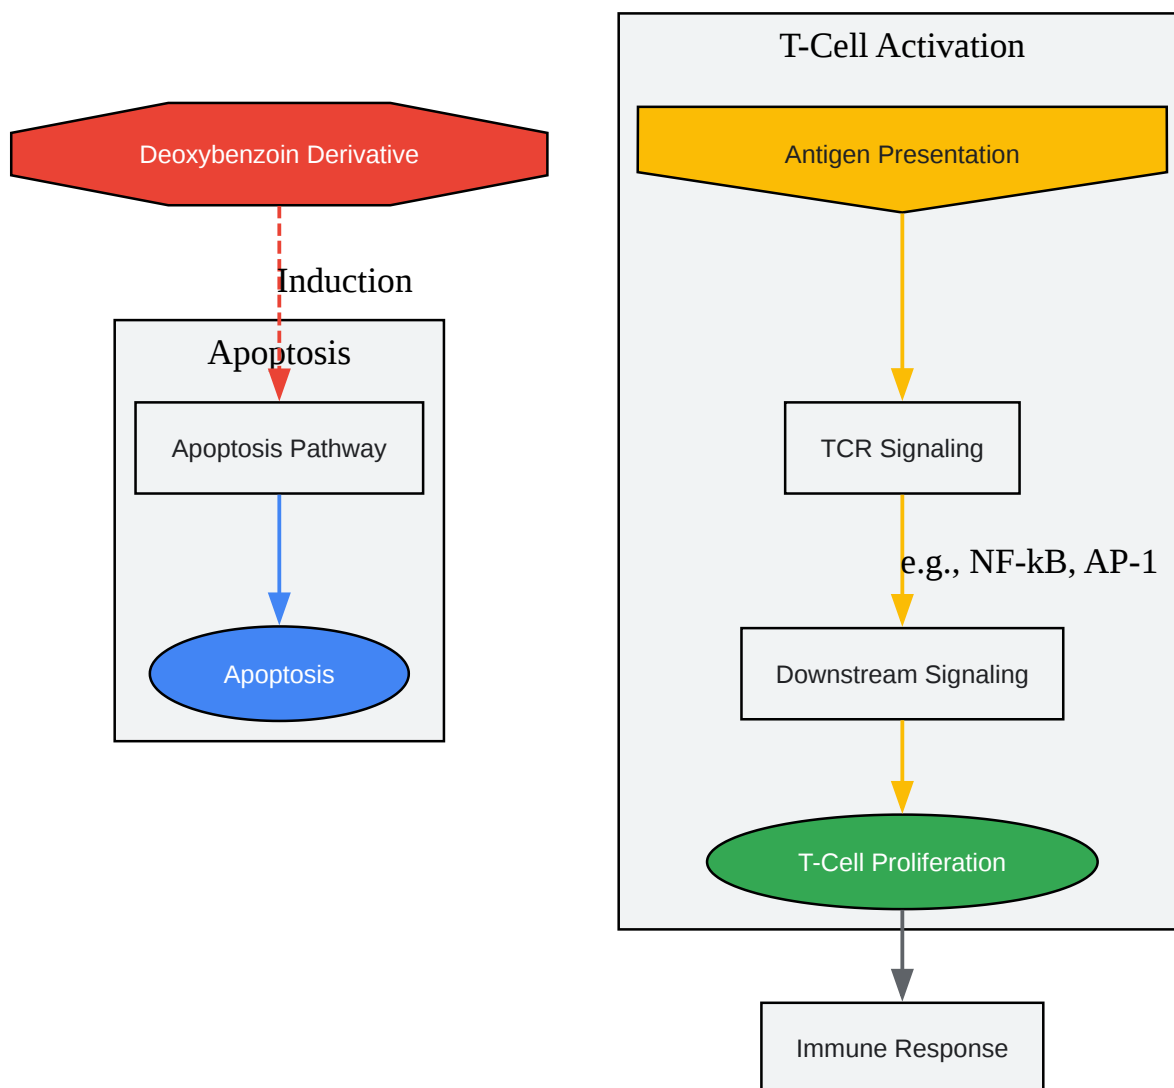 Deoxybenzoin Derivative
Induction
Apoptosis
Apoptosis Pathway
Apoptosis
T-Cell Activation
Antigen Presentation
TCR Signaling
e.g., NF-kB, AP-1
Downstream Signaling
T-Cell Proliferation
Immune Response